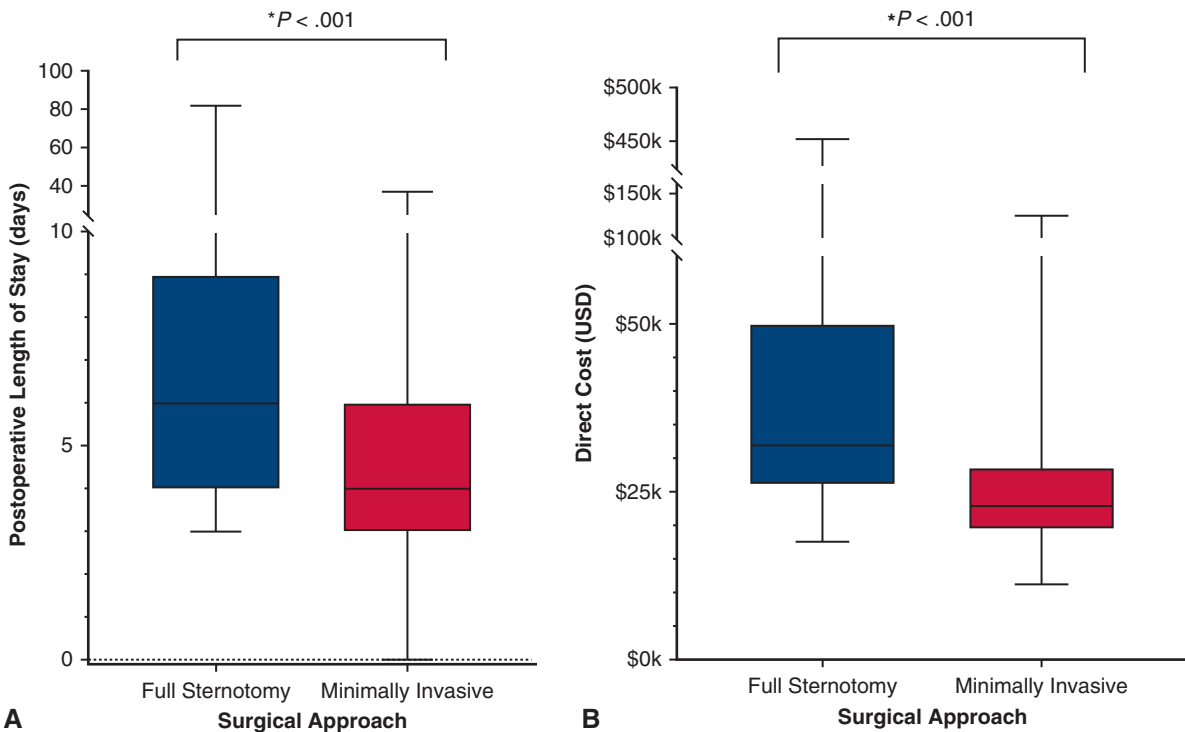 *P < .001
100
80
60
40
10
5
0
Postoperative Length of Stay (days)
Full Sternotomy Minimally Invasive
Surgical Approach
A
*P < .001
$500k
$450k
$150k
$100k
$50k
$25k
$0k
Direct Cost (USD)
Full Sternotomy Minimally Invasive
Surgical Approach
B